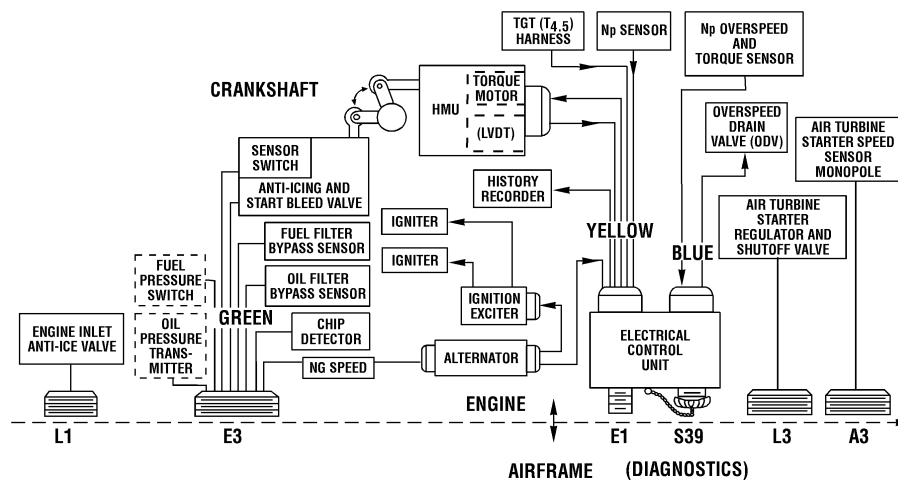 TGT (T4.5)
HARNESS
Np SENSOR
Np OVERSPEED
AND
TORQUE SENSOR
CRANKSHAFT
HMU
TORQUE
MOTOR
(LVDT)
OVERSPEED
DRAIN
VALVE (ODV)
AIR TURBINE
STARTER SPEED
SENSOR
MONOPOLE
SENSOR
SWITCH
ANTI-ICING AND
START BLEED VALVE
HISTORY
RECORDER
IGNITER
YELLOW
BLUE
AIR TURBINE
STARTER
REGULATOR AND
SHUTOFF VALVE
FUEL FILTER
BYPASS SENSOR
IGNITER
FUEL
PRESSURE
SWITCH
OIL FILTER
BYPASS SENSOR
GREEN
IGNITION
EXCITER
ENGINE INLET
ANTI-ICE VALVE
OIL
PRESSURE
TRANS-
MITTER
CHIP
DETECTOR
NG SPEED
ALTERNATOR
ELECTRICAL
CONTROL
UNIT
ENGINE
L1
E3
E1
S39
L3
A3
AIRFRAME
(DIAGNOSTICS)